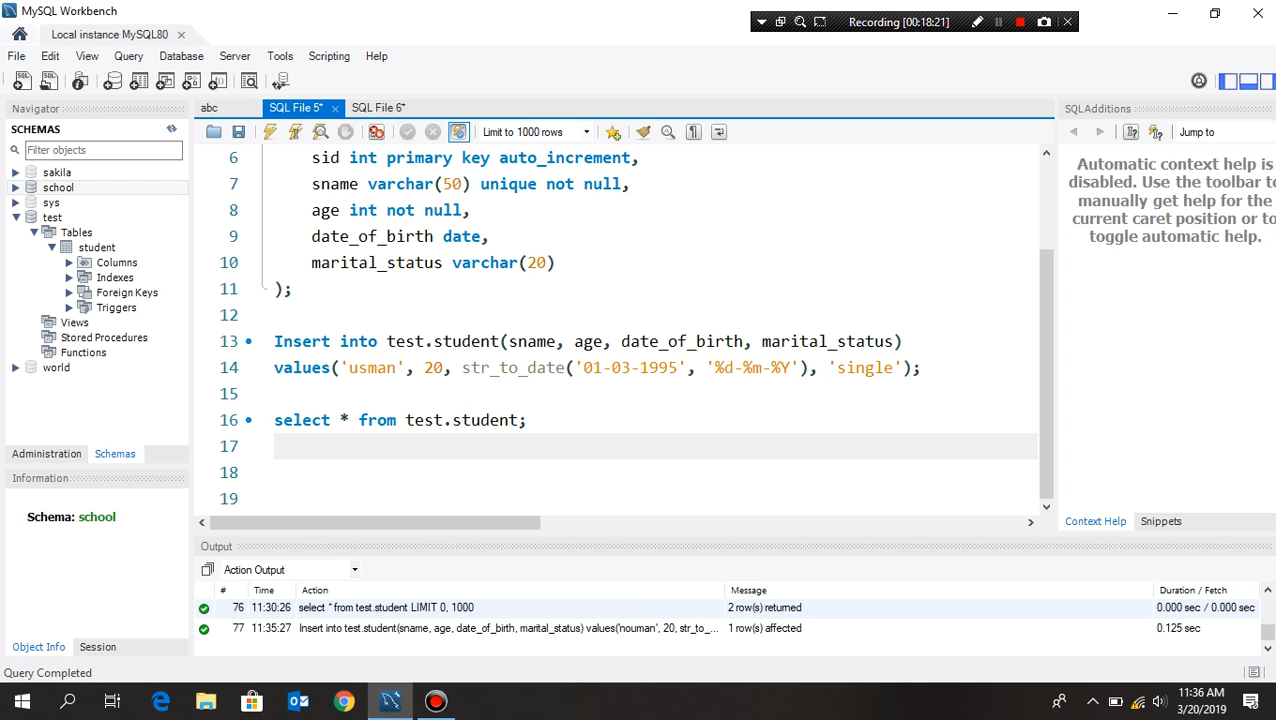 MySQL Workbench
Recording [00:18:21]
Local instance MySQL80
File Edit View Query Database Server Tools Scripting Help
Navigator
SCHEMAS
Filter objects
sakila
school
sys
test
Tables
student
Columns
Indexes
Foreign Keys
Triggers
Views
Stored Procedures
Functions
world
Administration Schemas
Information
Schema: school
Object Info Session
abc SQL File 5* SQL File 6*
Limit to 1000 rows
6 sid int primary key auto_increment,
7 sname varchar(50) unique not null,
8 age int not null,
9 date_of_birth date,
10 marital_status varchar(20)
11 );
12
13 Insert into test.student(sname, age, date_of_birth, marital_status)
14 values('usman', 20, str_to_date('01-03-1995', '%d-%m-%Y'), 'single');
15
16 select * from test.student;
17
18
19
SQLAdditions
Jump to
Automatic context help is
disabled. Use the toolbar to
manually get help for the
current caret position or to
toggle automatic help.
Context Help Snippets
Output
Action Output
# Time Action Message Duration / Fetch
76 11:30:26 select * from test.student LIMIT 0, 1000 2 row(s) returned 0.000 sec / 0.000 sec
77 11:35:27 Insert into test.student(sname, age, date_of_birth, marital_status) values('nouman', 20, str_to_... 1 row(s) affected 0.125 sec
Query Completed
11:36 AM
3/20/2019